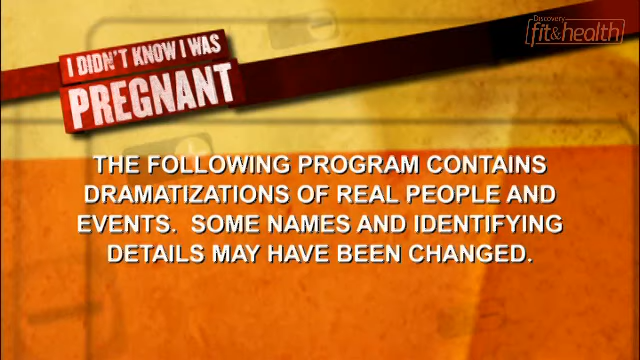 Discovery
fit&health
I DIDN'T KNOW I WAS
PREGNANT
THE FOLLOWING PROGRAM CONTAINS
DRAMATIZATIONS OF REAL PEOPLE AND
EVENTS. SOME NAMES AND IDENTIFYING
DETAILS MAY HAVE BEEN CHANGED.